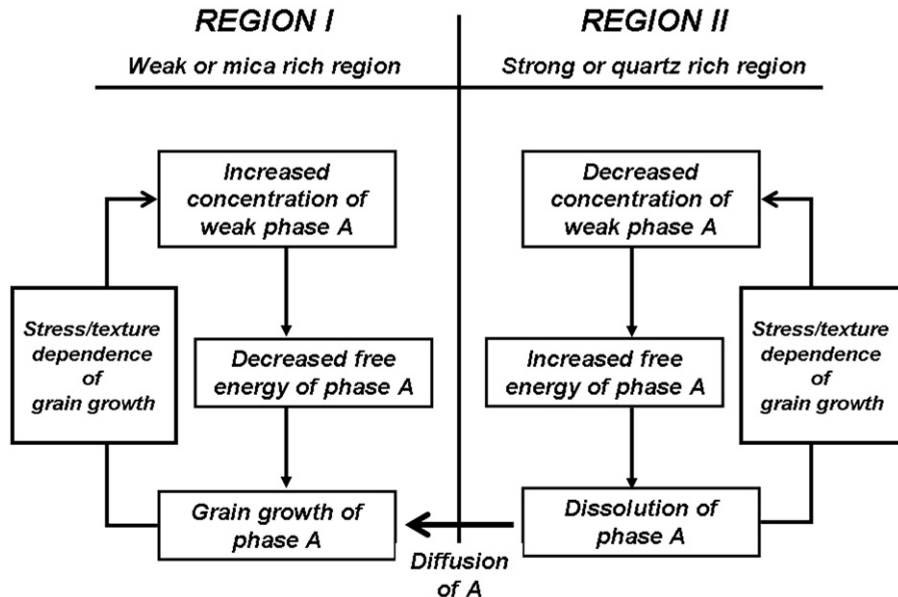 REGION I
Weak or mica rich region
Increased
concentration of
weak phase A
Stress/texture
dependence
of
grain growth
Decreased free
energy of phase A
Grain growth of
phase A
REGION II
Strong or quartz rich region
Decreased
concentration of
weak phase A
Increased free
energy of phase A
Stress/texture
dependence
of
grain growth
Dissolution of
phase A
Diffusion
of A